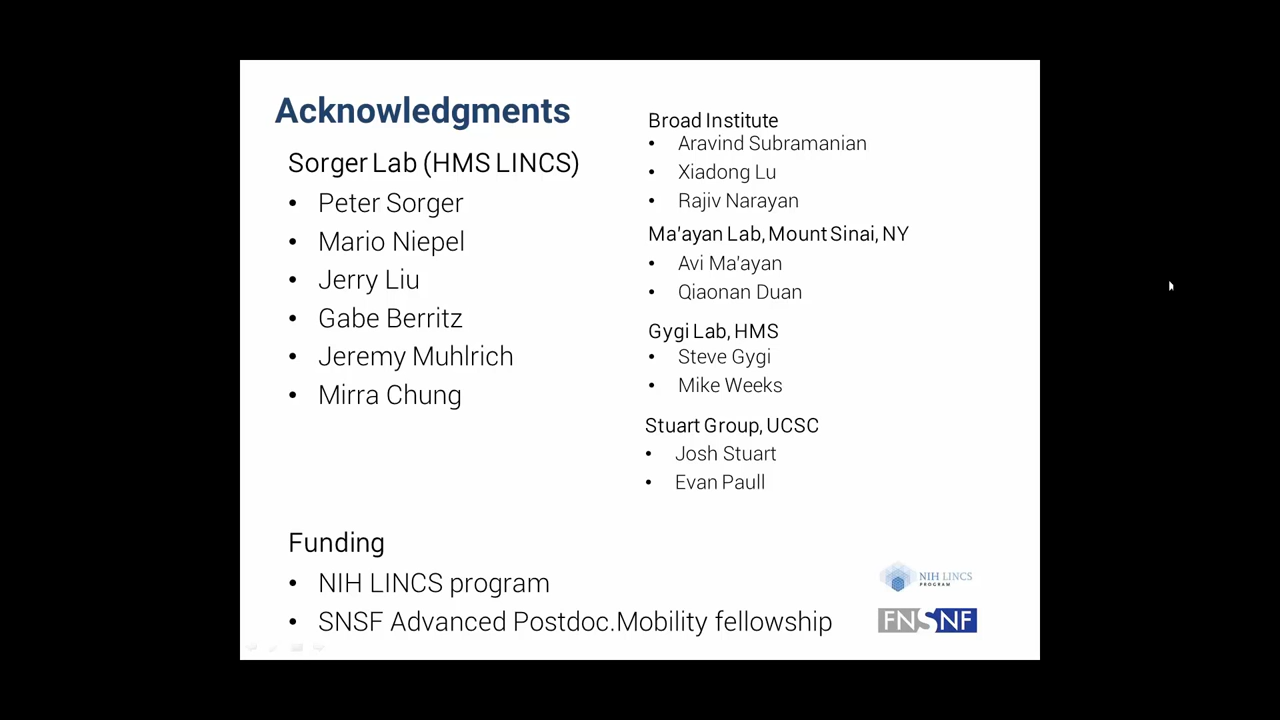 Acknowledgments
Sorger Lab (HMS LINCS)
• Peter Sorger
• Mario Niepel
• Jerry Liu
• Gabe Berritz
• Jeremy Muhlrich
• Mirra Chung
Broad Institute
• Aravind Subramanian
• Xiadong Lu
• Rajiv Narayan
Ma'ayan Lab, Mount Sinai, NY
• Avi Ma'ayan
• Qiaonan Duan
Gygi Lab, HMS
• Steve Gygi
• Mike Weeks
Stuart Group, UCSC
• Josh Stuart
• Evan Paull
Funding
• NIH LINCS program
• SNSF Advanced Postdoc.Mobility fellowship
NIH LINCS
PROGRAM
FNSNF